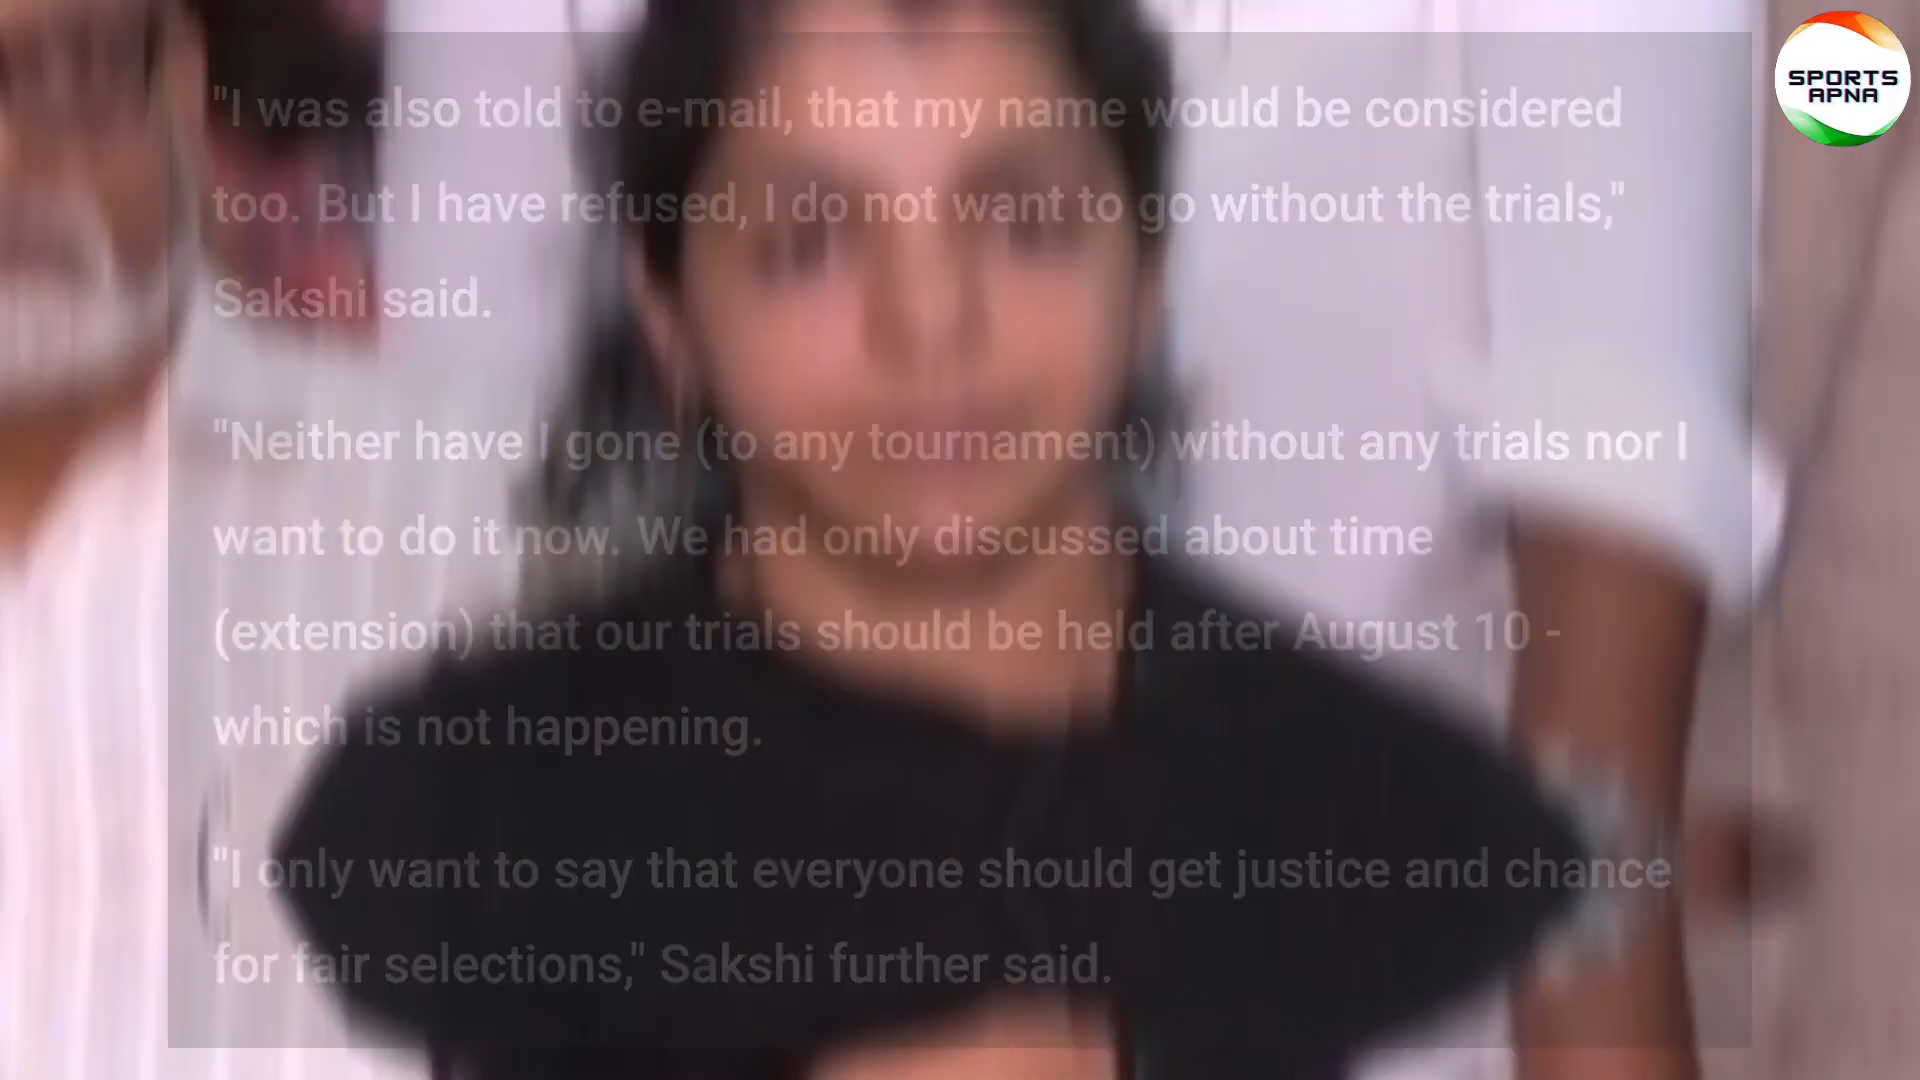 "I was also told to e-mail, that my name would be considered
too. But I have refused, I do not want to go without the trials,"
Sakshi said.
"Neither have I gone (to any tournament) without any trials nor I
want to do it now. We had only discussed about time
(extension) that our trials should be held after August 10 -
which is not happening.
"I only want to say that everyone should get justice and chance
for fair selections," Sakshi further said.
SPORTS
APNA